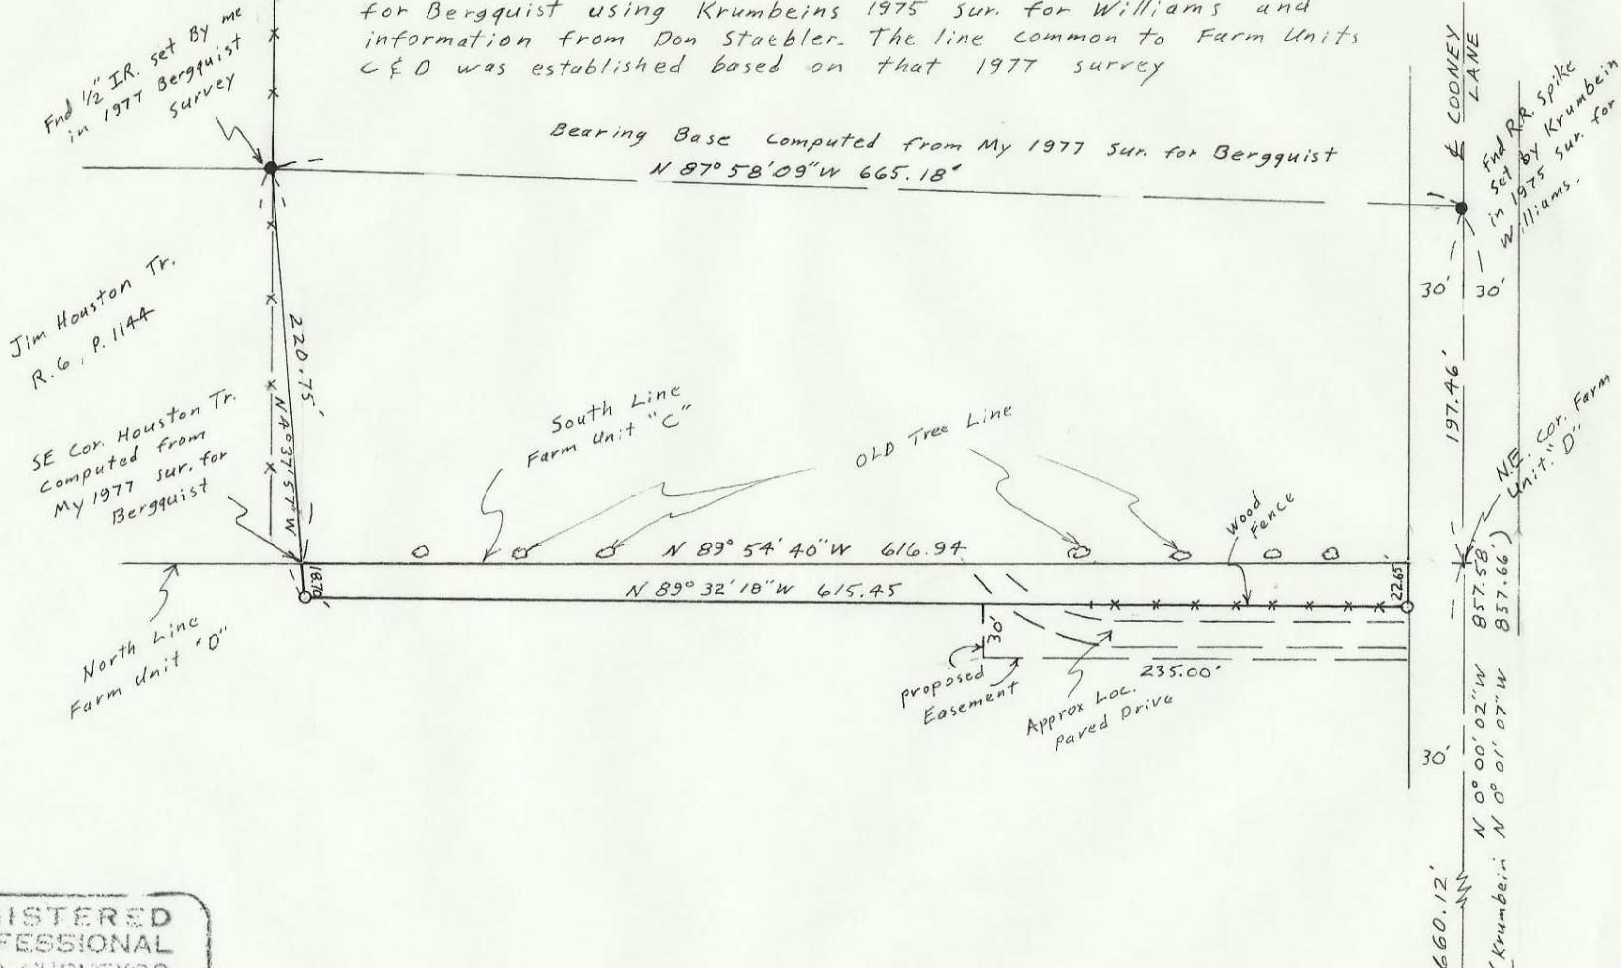 for Bergquist using Krumbeins 1975 sur. for Williams and
information from Don Staebler. The line common to Farm Units
C & D was established based on that 1977 survey
Fnd 1/2" I.R. set By me
in 1977 Bergquist
survey
Bearing Base Computed from My 1977 sur. for Bergquist
N 87° 58' 09" W 665.18'
℄ LOONEY
LANE
Fnd R.R. Spike
set by Krumbein
in 1975 sur. for
Williams.
30'
30'
Jim Houston Tr.
R.6, P.1144
220.75'
N 4° 37' 57" W
197.46'
SE Cor. Houston Tr.
Computed from
My 1977 sur. for
Bergquist
South Line
Farm Unit "C"
OLD Tree Line
Wood
Fence
N.E. Cor. Farm
Unit "D"
N 89° 54' 40" W 616.94
18.70'
N 89° 32' 18" W 615.45
22.65'
North Line
Farm Unit "D"
30'
proposed
Easement
235.00'
Approx Loc.
paved Drive
30'
N 0° 00' 02" W 857.58'
(Krumbein N 0° 01' 07" W 857.66')
660.12'
ISTERED
FESSIONAL